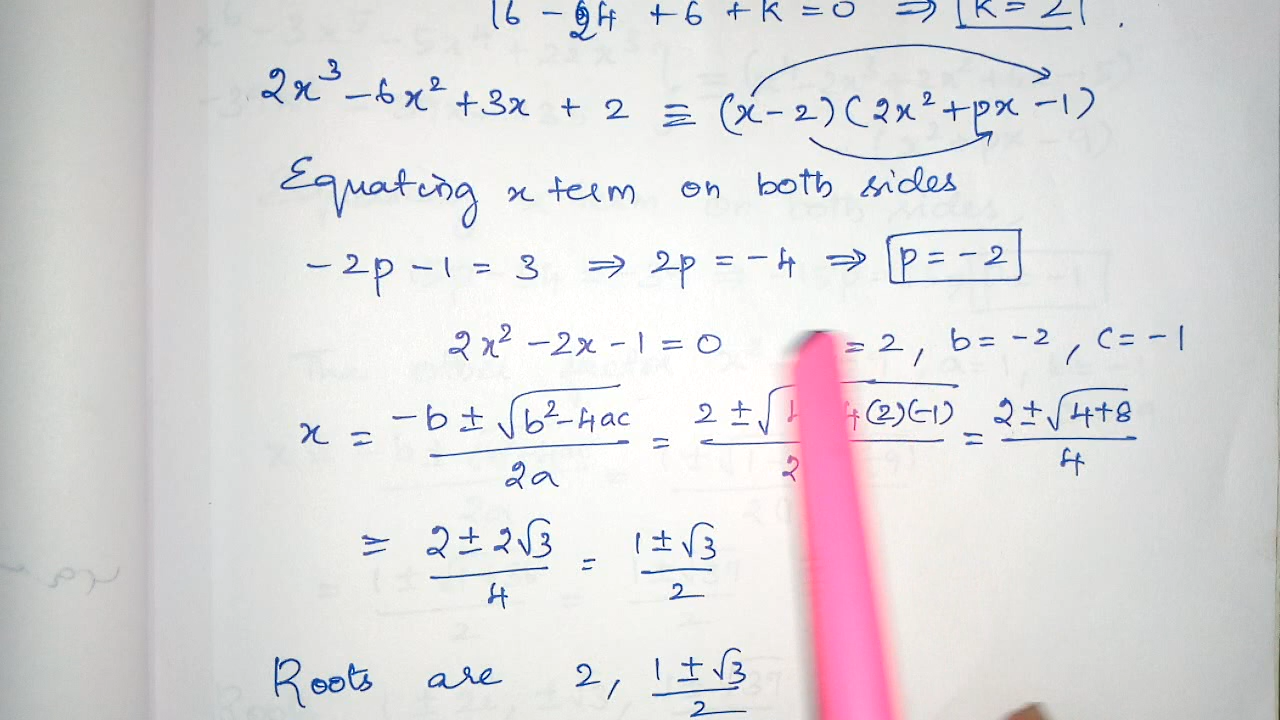 16 - 24 + 6 + k = 0 ⇒ k = 2.
2x³ - 6x² + 3x + 2 ≡ (x - 2)(2x² + px - 1)
Equating x term on both sides
-2p - 1 = 3 ⇒ 2p = -4 ⇒ p = -2
2x² - 2x - 1 = 0 = 2, b = -2, c = -1
x = (-b ± √(b² - 4ac))/2a = 2 ± √ 4(2)(-1) / 2 = (2 ± √(4+8))/4
= (2 ± 2√3)/4 = (1 ± √3)/2
Roots are 2, (1 ± √3)/2